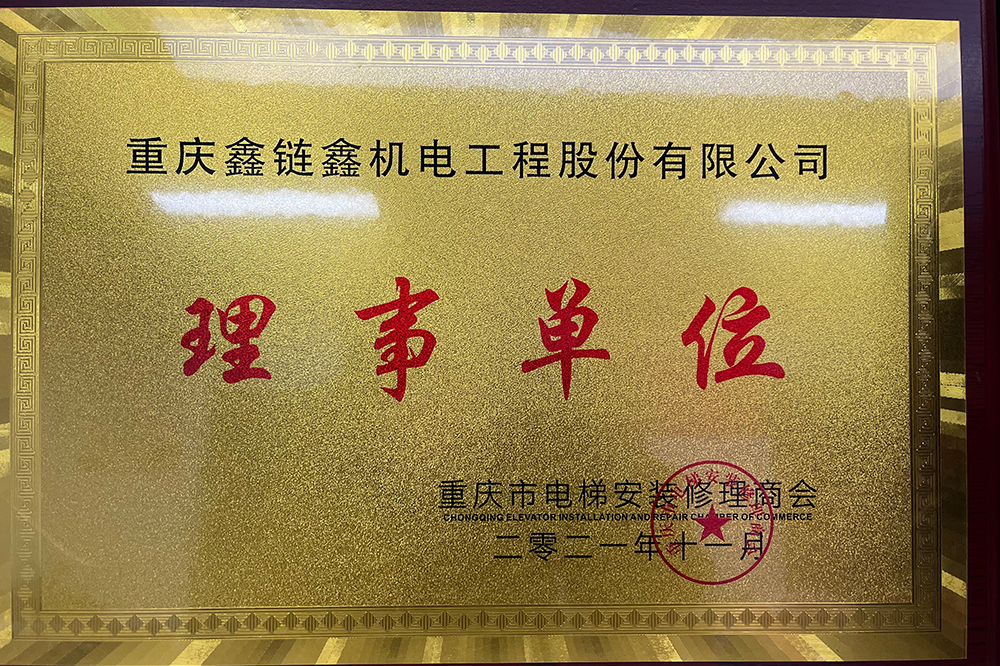 重庆鑫链鑫机电工程股份有限公司
理事单位
重庆市电梯安装修理商会
CHONGQING ELEVATOR INSTALLATION AND REPAIR CHAMBER OF COMMERCE
二零二一年十一月